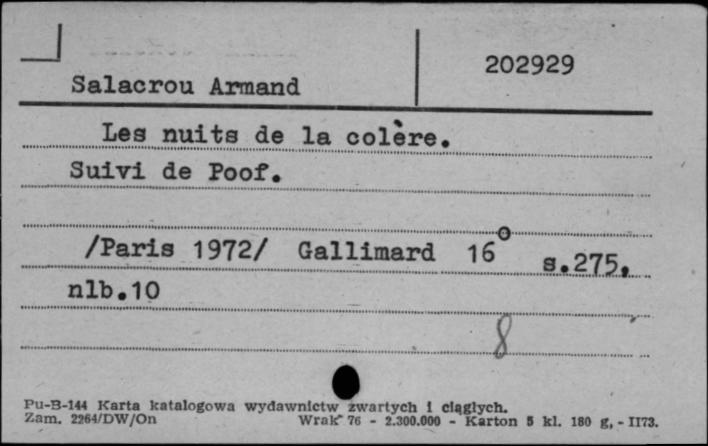 202929
Salacrou Armand
Les nuits de la colère.
Suivi de Poof.
/Paris 1972/ Gallimard 16° s.275,
nlb.10
8
Pu-B-144 Karta katalogowa wydawnictw zwartych i ciągłych.
Zam. 2264/DW/On Wrak 76 - 2.300.000 - Karton 5 kl. 180 g, - II73.